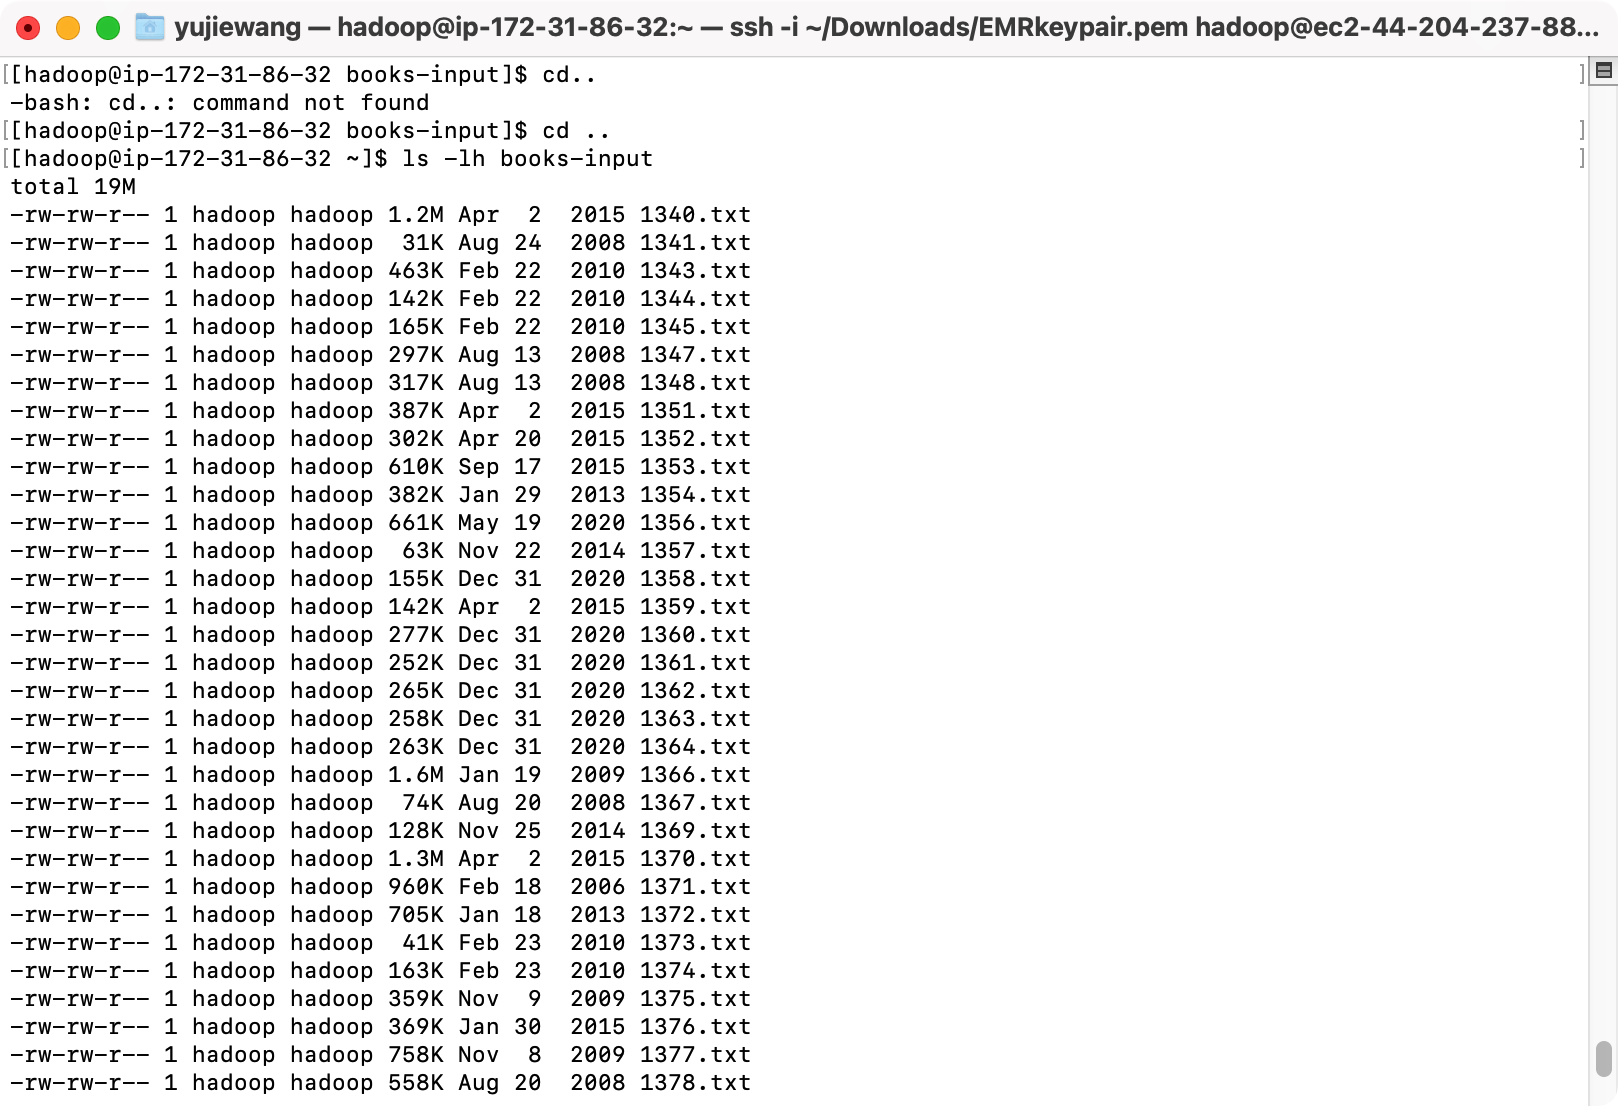 yujiewang — hadoop@ip-172-31-86-32:~ — ssh -i ~/Downloads/EMRkeypair.pem hadoop@ec2-44-204-237-88...
[[hadoop@ip-172-31-86-32 books-input]$ cd.. ]
-bash: cd..: command not found
[[hadoop@ip-172-31-86-32 books-input]$ cd .. ]
[[hadoop@ip-172-31-86-32 ~]$ ls -lh books-input ]
total 19M
-rw-rw-r-- 1 hadoop hadoop 1.2M Apr  2  2015 1340.txt
-rw-rw-r-- 1 hadoop hadoop  31K Aug 24  2008 1341.txt
-rw-rw-r-- 1 hadoop hadoop 463K Feb 22  2010 1343.txt
-rw-rw-r-- 1 hadoop hadoop 142K Feb 22  2010 1344.txt
-rw-rw-r-- 1 hadoop hadoop 165K Feb 22  2010 1345.txt
-rw-rw-r-- 1 hadoop hadoop 297K Aug 13  2008 1347.txt
-rw-rw-r-- 1 hadoop hadoop 317K Aug 13  2008 1348.txt
-rw-rw-r-- 1 hadoop hadoop 387K Apr  2  2015 1351.txt
-rw-rw-r-- 1 hadoop hadoop 302K Apr 20  2015 1352.txt
-rw-rw-r-- 1 hadoop hadoop 610K Sep 17  2015 1353.txt
-rw-rw-r-- 1 hadoop hadoop 382K Jan 29  2013 1354.txt
-rw-rw-r-- 1 hadoop hadoop 661K May 19  2020 1356.txt
-rw-rw-r-- 1 hadoop hadoop  63K Nov 22  2014 1357.txt
-rw-rw-r-- 1 hadoop hadoop 155K Dec 31  2020 1358.txt
-rw-rw-r-- 1 hadoop hadoop 142K Apr  2  2015 1359.txt
-rw-rw-r-- 1 hadoop hadoop 277K Dec 31  2020 1360.txt
-rw-rw-r-- 1 hadoop hadoop 252K Dec 31  2020 1361.txt
-rw-rw-r-- 1 hadoop hadoop 265K Dec 31  2020 1362.txt
-rw-rw-r-- 1 hadoop hadoop 258K Dec 31  2020 1363.txt
-rw-rw-r-- 1 hadoop hadoop 263K Dec 31  2020 1364.txt
-rw-rw-r-- 1 hadoop hadoop 1.6M Jan 19  2009 1366.txt
-rw-rw-r-- 1 hadoop hadoop  74K Aug 20  2008 1367.txt
-rw-rw-r-- 1 hadoop hadoop 128K Nov 25  2014 1369.txt
-rw-rw-r-- 1 hadoop hadoop 1.3M Apr  2  2015 1370.txt
-rw-rw-r-- 1 hadoop hadoop 960K Feb 18  2006 1371.txt
-rw-rw-r-- 1 hadoop hadoop 705K Jan 18  2013 1372.txt
-rw-rw-r-- 1 hadoop hadoop  41K Feb 23  2010 1373.txt
-rw-rw-r-- 1 hadoop hadoop 163K Feb 23  2010 1374.txt
-rw-rw-r-- 1 hadoop hadoop 359K Nov  9  2009 1375.txt
-rw-rw-r-- 1 hadoop hadoop 369K Jan 30  2015 1376.txt
-rw-rw-r-- 1 hadoop hadoop 758K Nov  8  2009 1377.txt
-rw-rw-r-- 1 hadoop hadoop 558K Aug 20  2008 1378.txt